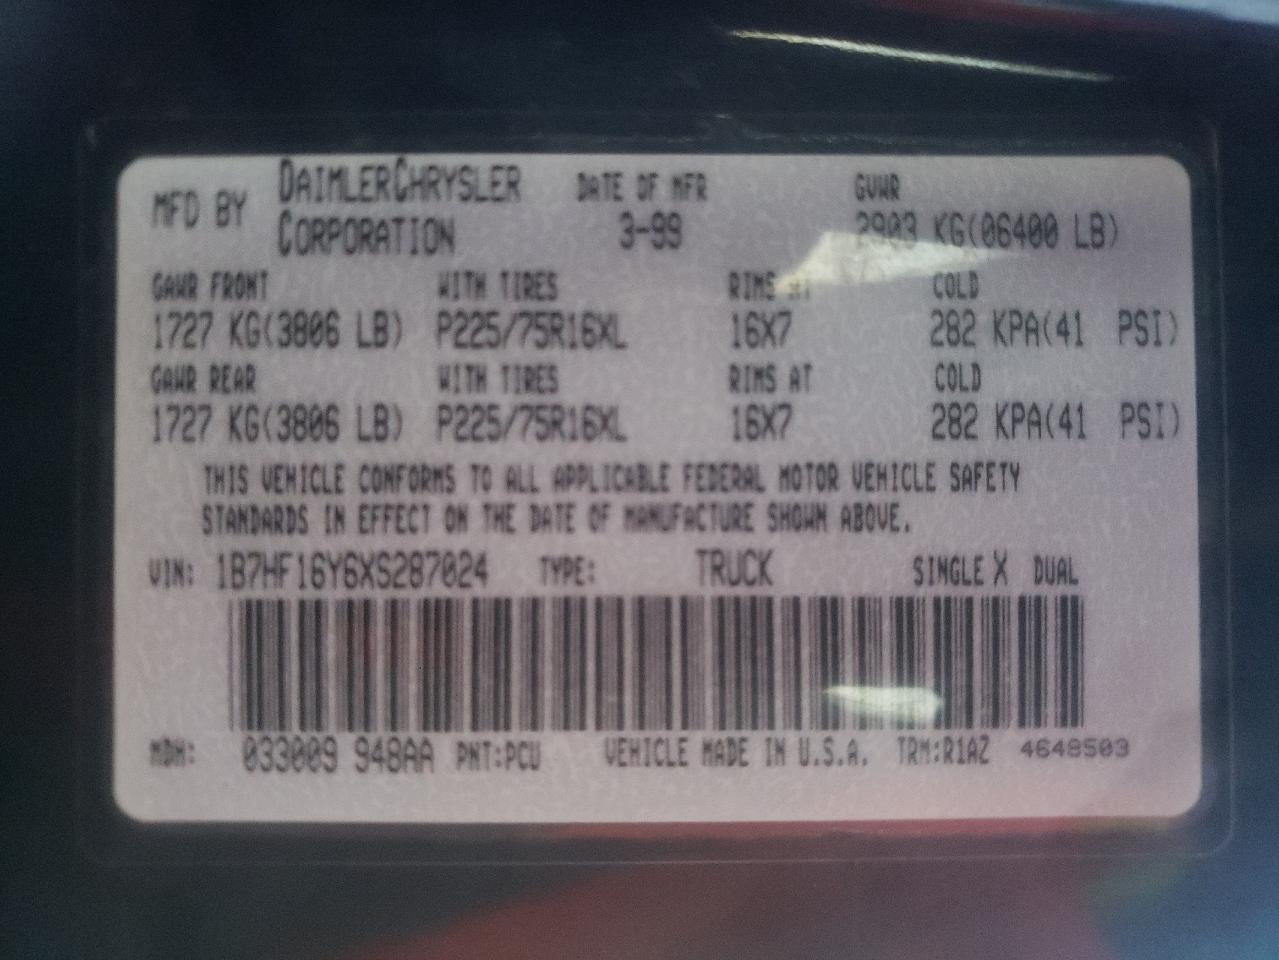 MFD BY DAIMLERCHRYSLER CORPORATION DATE OF MFR 3-99 GVWR 2903 KG(06400 LB)
GAWR FRONT WITH TIRES RIMS AT COLD
1727 KG(3806 LB) P225/75R16XL 16X7 282 KPA(41 PSI)
GAWR REAR WITH TIRES RIMS AT COLD
1727 KG(3806 LB) P225/75R16XL 16X7 282 KPA(41 PSI)
THIS VEHICLE CONFORMS TO ALL APPLICABLE FEDERAL MOTOR VEHICLE SAFETY
STANDARDS IN EFFECT ON THE DATE OF MANUFACTURE SHOWN ABOVE.
VIN: 1B7HF16Y6XS287024 TYPE: TRUCK SINGLE X DUAL
MDH: 033009 948AA PNT:PCU VEHICLE MADE IN U.S.A. TRM:R1AZ 4648503